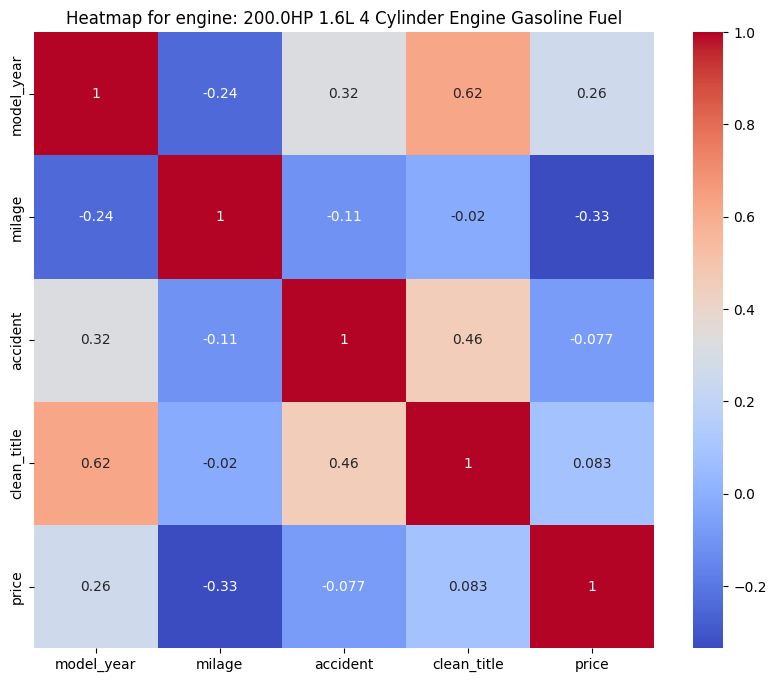 Heatmap for engine: 200.0HP 1.6L 4 Cylinder Engine Gasoline Fuel
model_year
1
-0.24
0.32
0.62
0.26
milage
-0.24
1
-0.11
-0.02
-0.33
accident
0.32
-0.11
1
0.46
-0.077
clean_title
0.62
-0.02
0.46
1
0.083
price
0.26
-0.33
-0.077
0.083
1
model_year
milage
accident
clean_title
price
1.0
0.8
0.6
0.4
0.2
0.0
−0.2